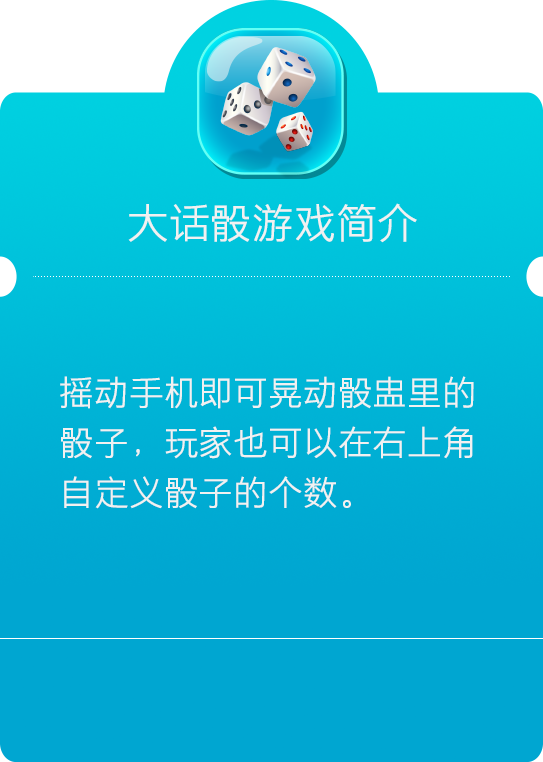 大话骰游戏简介
摇动手机即可晃动骰盅里的
骰子，玩家也可以在右上角
自定义骰子的个数。